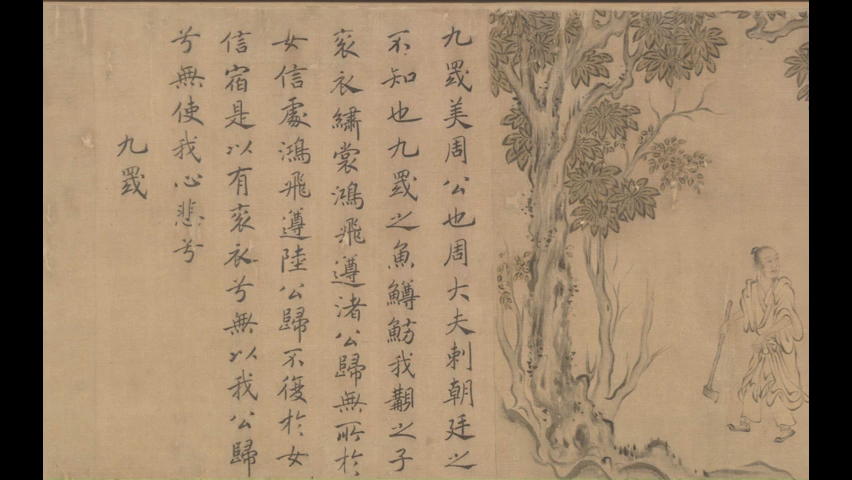 九罭美周公也周大夫刺朝廷之
不知也九罭之魚鱒魴我覯之子
袞衣繡裳鴻飛遵渚公歸無所於
女信處鴻飛遵陸公歸不復於女
信宿是以有袞衣兮無以我公歸
兮無使我心悲兮
九罭